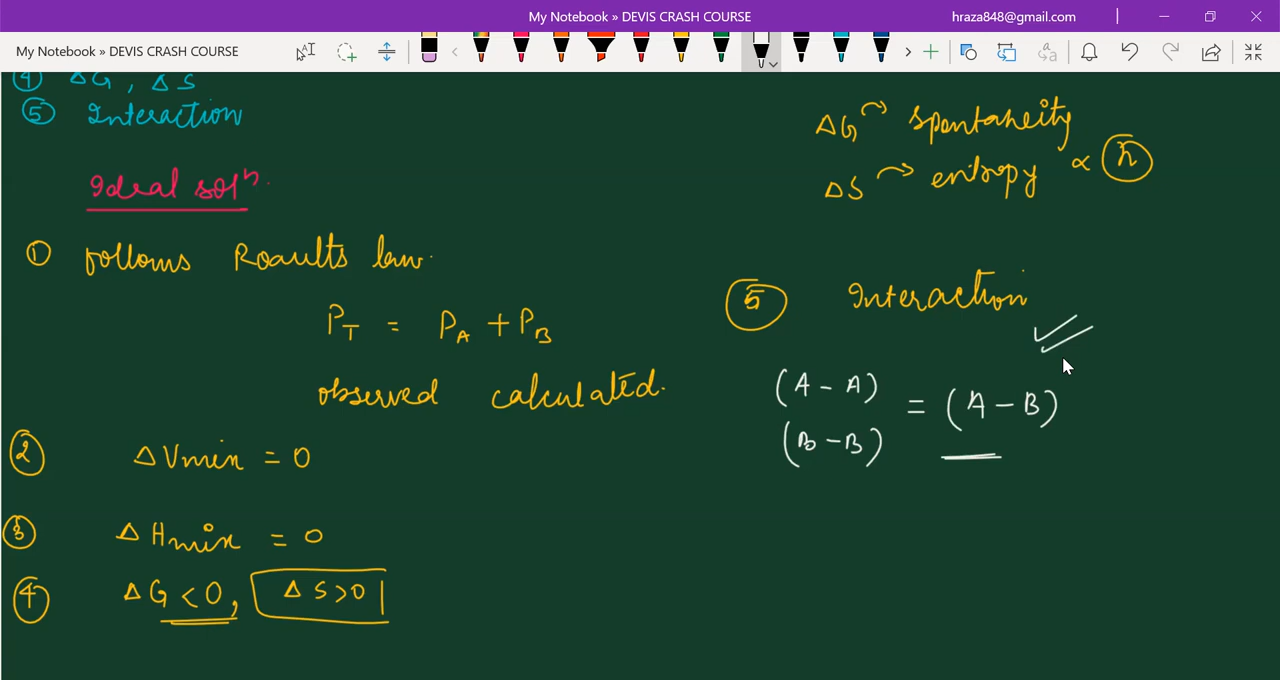 My Notebook » DEVIS CRASH COURSE
hraza848@gmail.com
My Notebook » DEVIS CRASH COURSE
④ ΔG, ΔS
⑤ Interaction
Ideal solⁿ.
① follows Roaults law.
P_T = P_A + P_B
observed calculated.
② ΔVmin = 0
③ ΔHmix = 0
④ ΔG < 0, ΔS > 0
ΔG → spontaneity
ΔS → entropy ∝ n
⑤ Interaction
(A - A)
(B - B)
= (A - B)